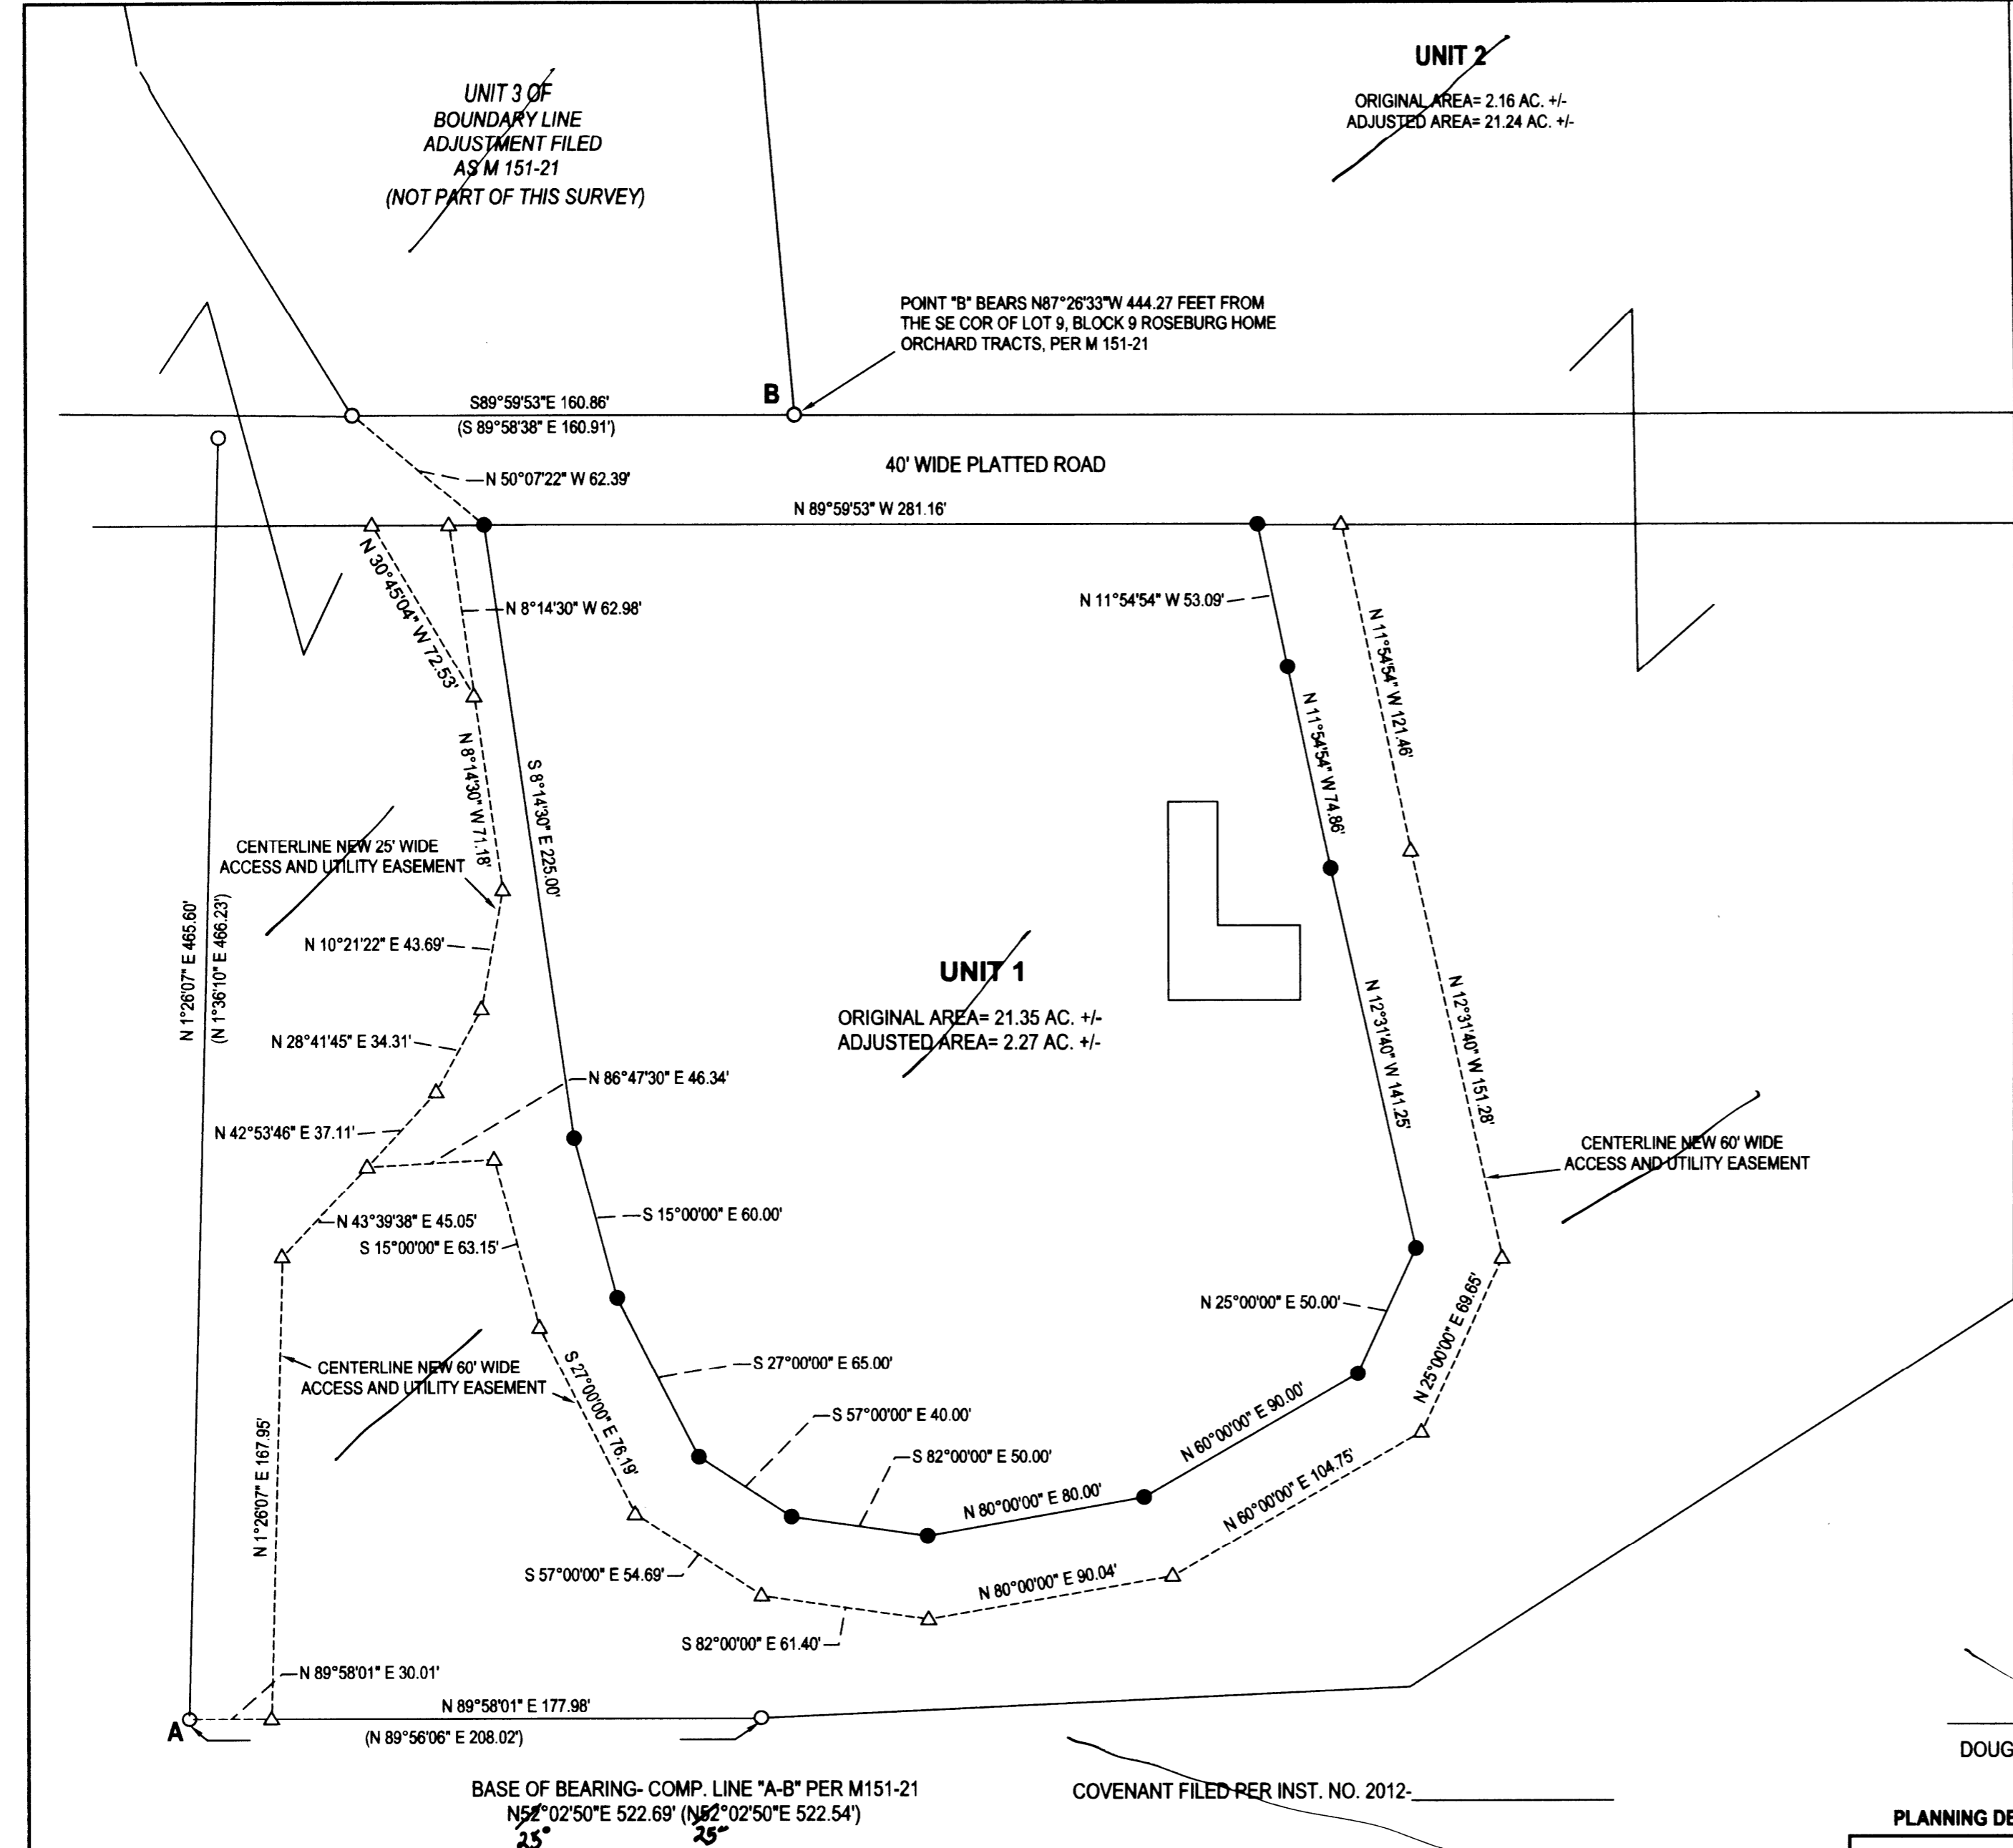 UNIT 2
ORIGINAL AREA= 2.16 AC. +/-
ADJUSTED AREA= 21.24 AC. +/-
UNIT 3 OF
BOUNDARY LINE
ADJUSTMENT FILED
AS M 151-21
(NOT PART OF THIS SURVEY)
POINT "B" BEARS N87°26'33"W 444.27 FEET FROM
THE SE COR OF LOT 9, BLOCK 9 ROSEBURG HOME
ORCHARD TRACTS, PER M 151-21
B
S89°59'53"E 160.86'
(S 89°58'38" E 160.91')
40' WIDE PLATTED ROAD
N 50°07'22" W 62.39'
N 89°59'53" W 281.16'
N 30°45'04" W 72.53'
N 8°14'30" W 62.98'
N 11°54'54" W 53.09'
N 11°54'54" W 121.46'
N 11°54'54" W 74.86'
N 8°14'30" W 71.18'
S 8°14'30" E 225.00'
CENTERLINE NEW 25' WIDE
ACCESS AND UTILITY EASEMENT
N 1°26'07" E 465.60'
(N 1°36'10" E 466.23')
N 10°21'22" E 43.69'
UNIT 1
ORIGINAL AREA= 21.35 AC. +/-
ADJUSTED AREA= 2.27 AC. +/-
N 12°31'40" W 141.25'
N 12°31'40" W 151.28'
N 28°41'45" E 34.31'
N 86°47'30" E 46.34'
N 42°53'46" E 37.11'
CENTERLINE NEW 60' WIDE
ACCESS AND UTILITY EASEMENT
N 43°39'38" E 45.05'
S 15°00'00" E 60.00'
S 15°00'00" E 63.15'
N 25°00'00" E 50.00'
N 25°00'00" E 69.65'
CENTERLINE NEW 60' WIDE
ACCESS AND UTILITY EASEMENT
S 27°00'00" E 65.00'
S 27°00'00" E 76.19'
S 57°00'00" E 40.00'
S 82°00'00" E 50.00'
N 60°00'00" E 90.00'
N 80°00'00" E 80.00'
N 60°00'00" E 104.75'
N 1°26'07" E 167.95'
S 57°00'00" E 54.69'
N 80°00'00" E 90.04'
S 82°00'00" E 61.40'
N 89°58'01" E 30.01'
N 89°58'01" E 177.98'
A
(N 89°56'06" E 208.02')
DOUG
BASE OF BEARING- COMP. LINE "A-B" PER M151-21
N52°02'50"E 522.69' (N52°02'50"E 522.54')
25° 25°
COVENANT FILED PER INST. NO. 2012-
PLANNING DE